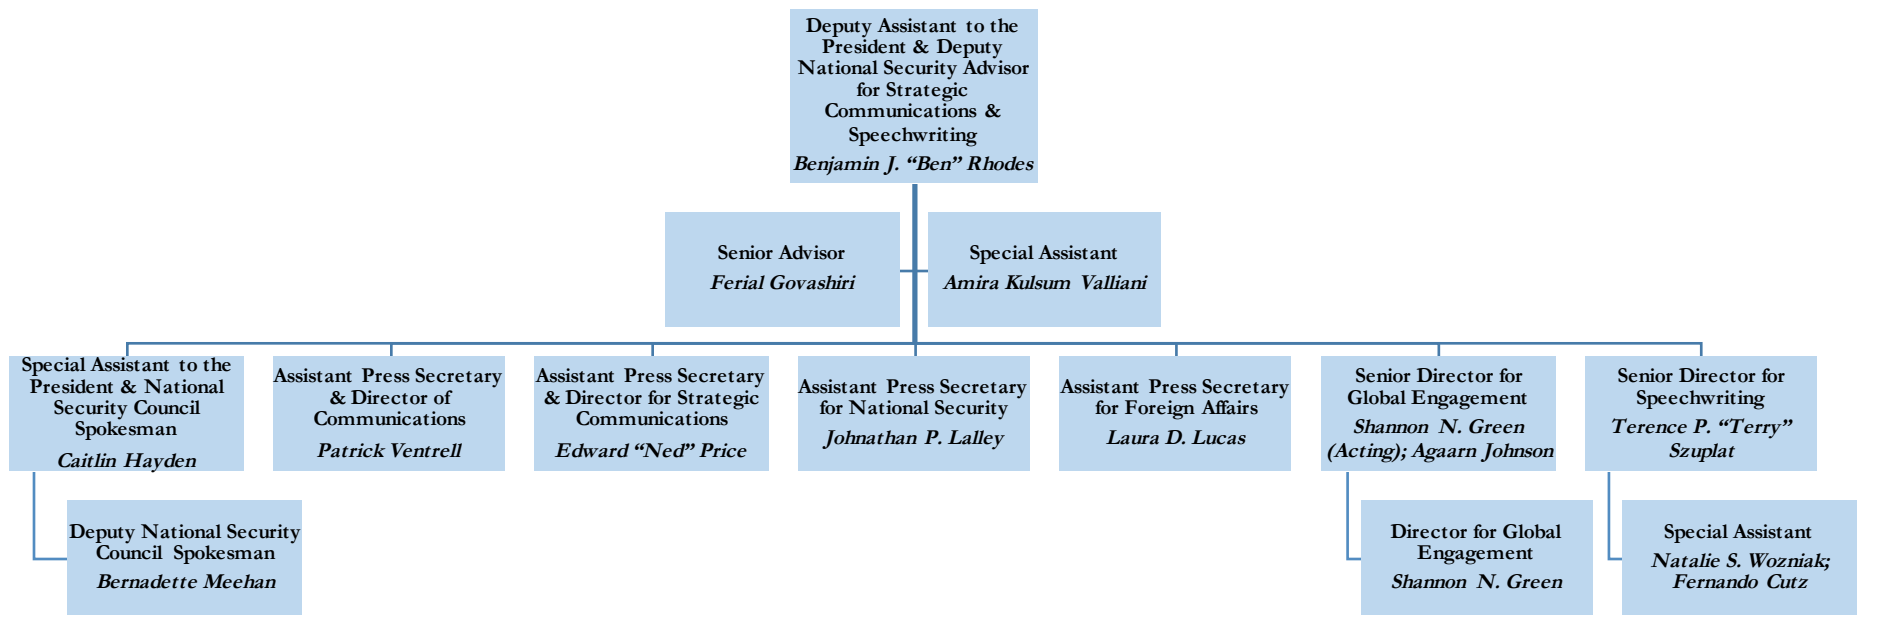 Deputy Assistant to the
President & Deputy
National Security Advisor
for Strategic
Communications &
Speechwriting
Benjamin J. “Ben” Rhodes
Senior Advisor
Ferial Govashiri
Special Assistant
Amira Kulsum Valliani
Special Assistant to the
President & National
Security Council
Spokesman
Caitlin Hayden
Assistant Press Secretary
& Director of
Communications
Patrick Ventrell
Assistant Press Secretary
& Director for Strategic
Communications
Edward “Ned” Price
Assistant Press Secretary
for National Security
Johnathan P. Lalley
Assistant Press Secretary
for Foreign Affairs
Laura D. Lucas
Senior Director for
Global Engagement
Shannon N. Green
(Acting); Agaarn Johnson
Senior Director for
Speechwriting
Terence P. “Terry”
Szuplat
Deputy National Security
Council Spokesman
Bernadette Meehan
Director for Global
Engagement
Shannon N. Green
Special Assistant
Natalie S. Wozniak;
Fernando Cutz